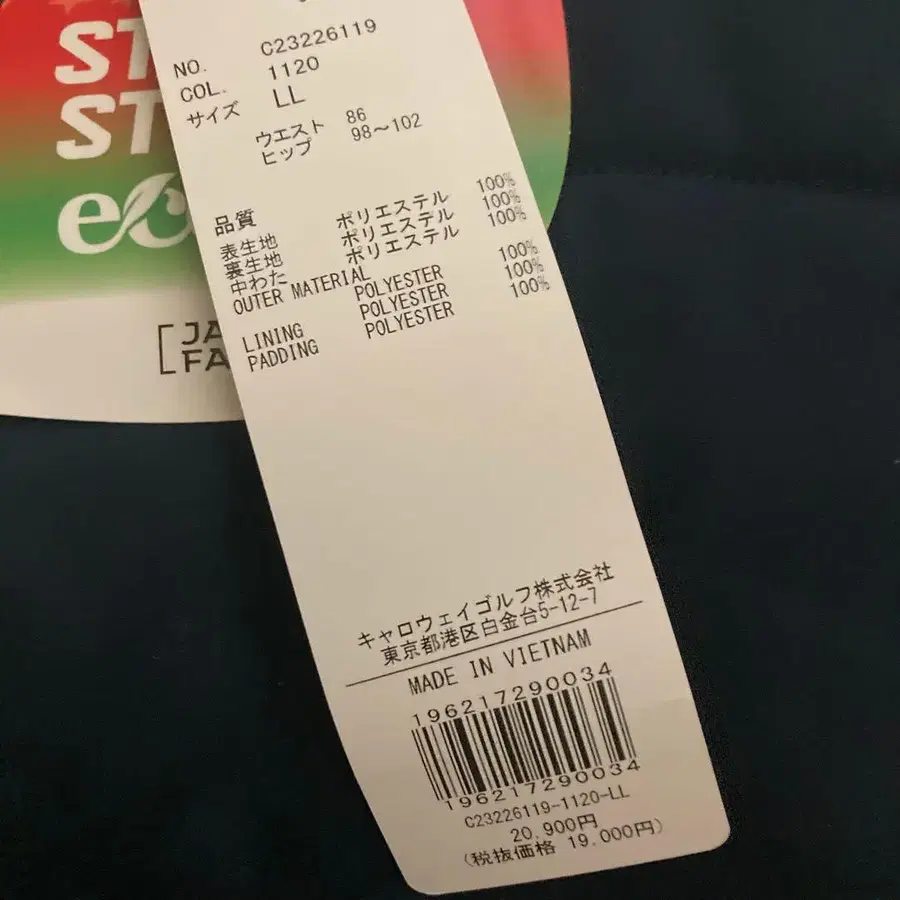 ST
ST
eco
JA
FA
NO. C23226119
COL. 1120
サイズ LL
ウエスト 86
ヒップ 98〜102
品質
表生地 ポリエステル 100%
裏生地 ポリエステル 100%
中わた ポリエステル 100%
OUTER MATERIAL
POLYESTER 100%
LINING POLYESTER 100%
PADDING POLYESTER 100%
キャロウェイゴルフ株式会社
東京都港区白金台5-12-7
MADE IN VIETNAM
196217290034
196217290034
C23226119-1120-LL
20,900円
(税抜価格 19,000円)